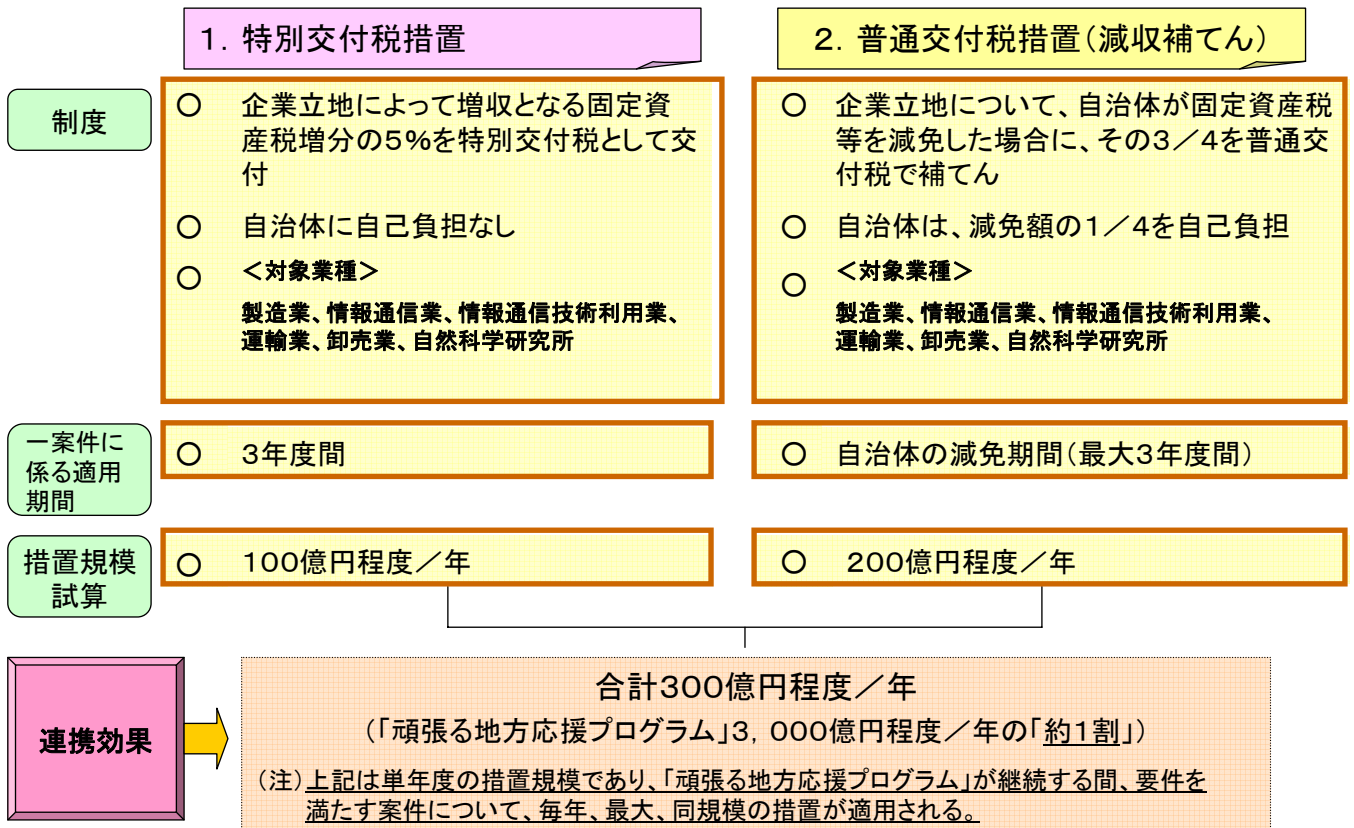 1．特別交付税措置
2．普通交付税措置（減収補てん）
制度
○　企業立地によって増収となる固定資
産税増分の5%を特別交付税として交
付
○　自治体に自己負担なし
○　＜対象業種＞
製造業、情報通信業、情報通信技術利用業、
運輸業、卸売業、自然科学研究所
○　企業立地について、自治体が固定資産税
等を減免した場合に、その3／4を普通交
付税で補てん
○　自治体は、減免額の1／4を自己負担
○　＜対象業種＞
製造業、情報通信業、情報通信技術利用業、
運輸業、卸売業、自然科学研究所
一案件に
係る適用
期間
○　3年度間
○　自治体の減免期間（最大3年度間）
措置規模
試算
○　100億円程度／年
○　200億円程度／年
連携効果
合計300億円程度／年
（「頑張る地方応援プログラム」3，000億円程度／年の「約1割」）
（注）上記は単年度の措置規模であり、「頑張る地方応援プログラム」が継続する間、要件を
満たす案件について、毎年、最大、同規模の措置が適用される。